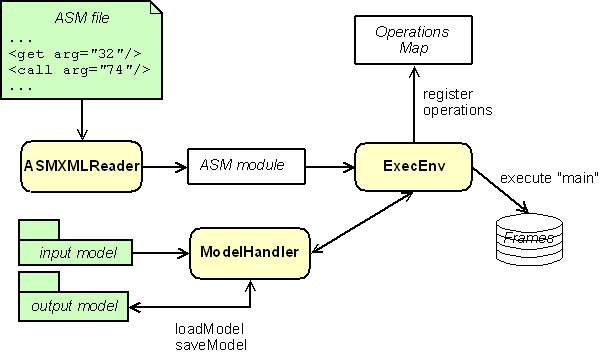 ASM file
...
<get arg="32"/>
<call arg="74"/>
...
Operations
Map
register
operations
ASMXMLReader
ASM module
ExecEnv
execute "main"
Frames
input model
ModelHandler
output model
loadModel
saveModel